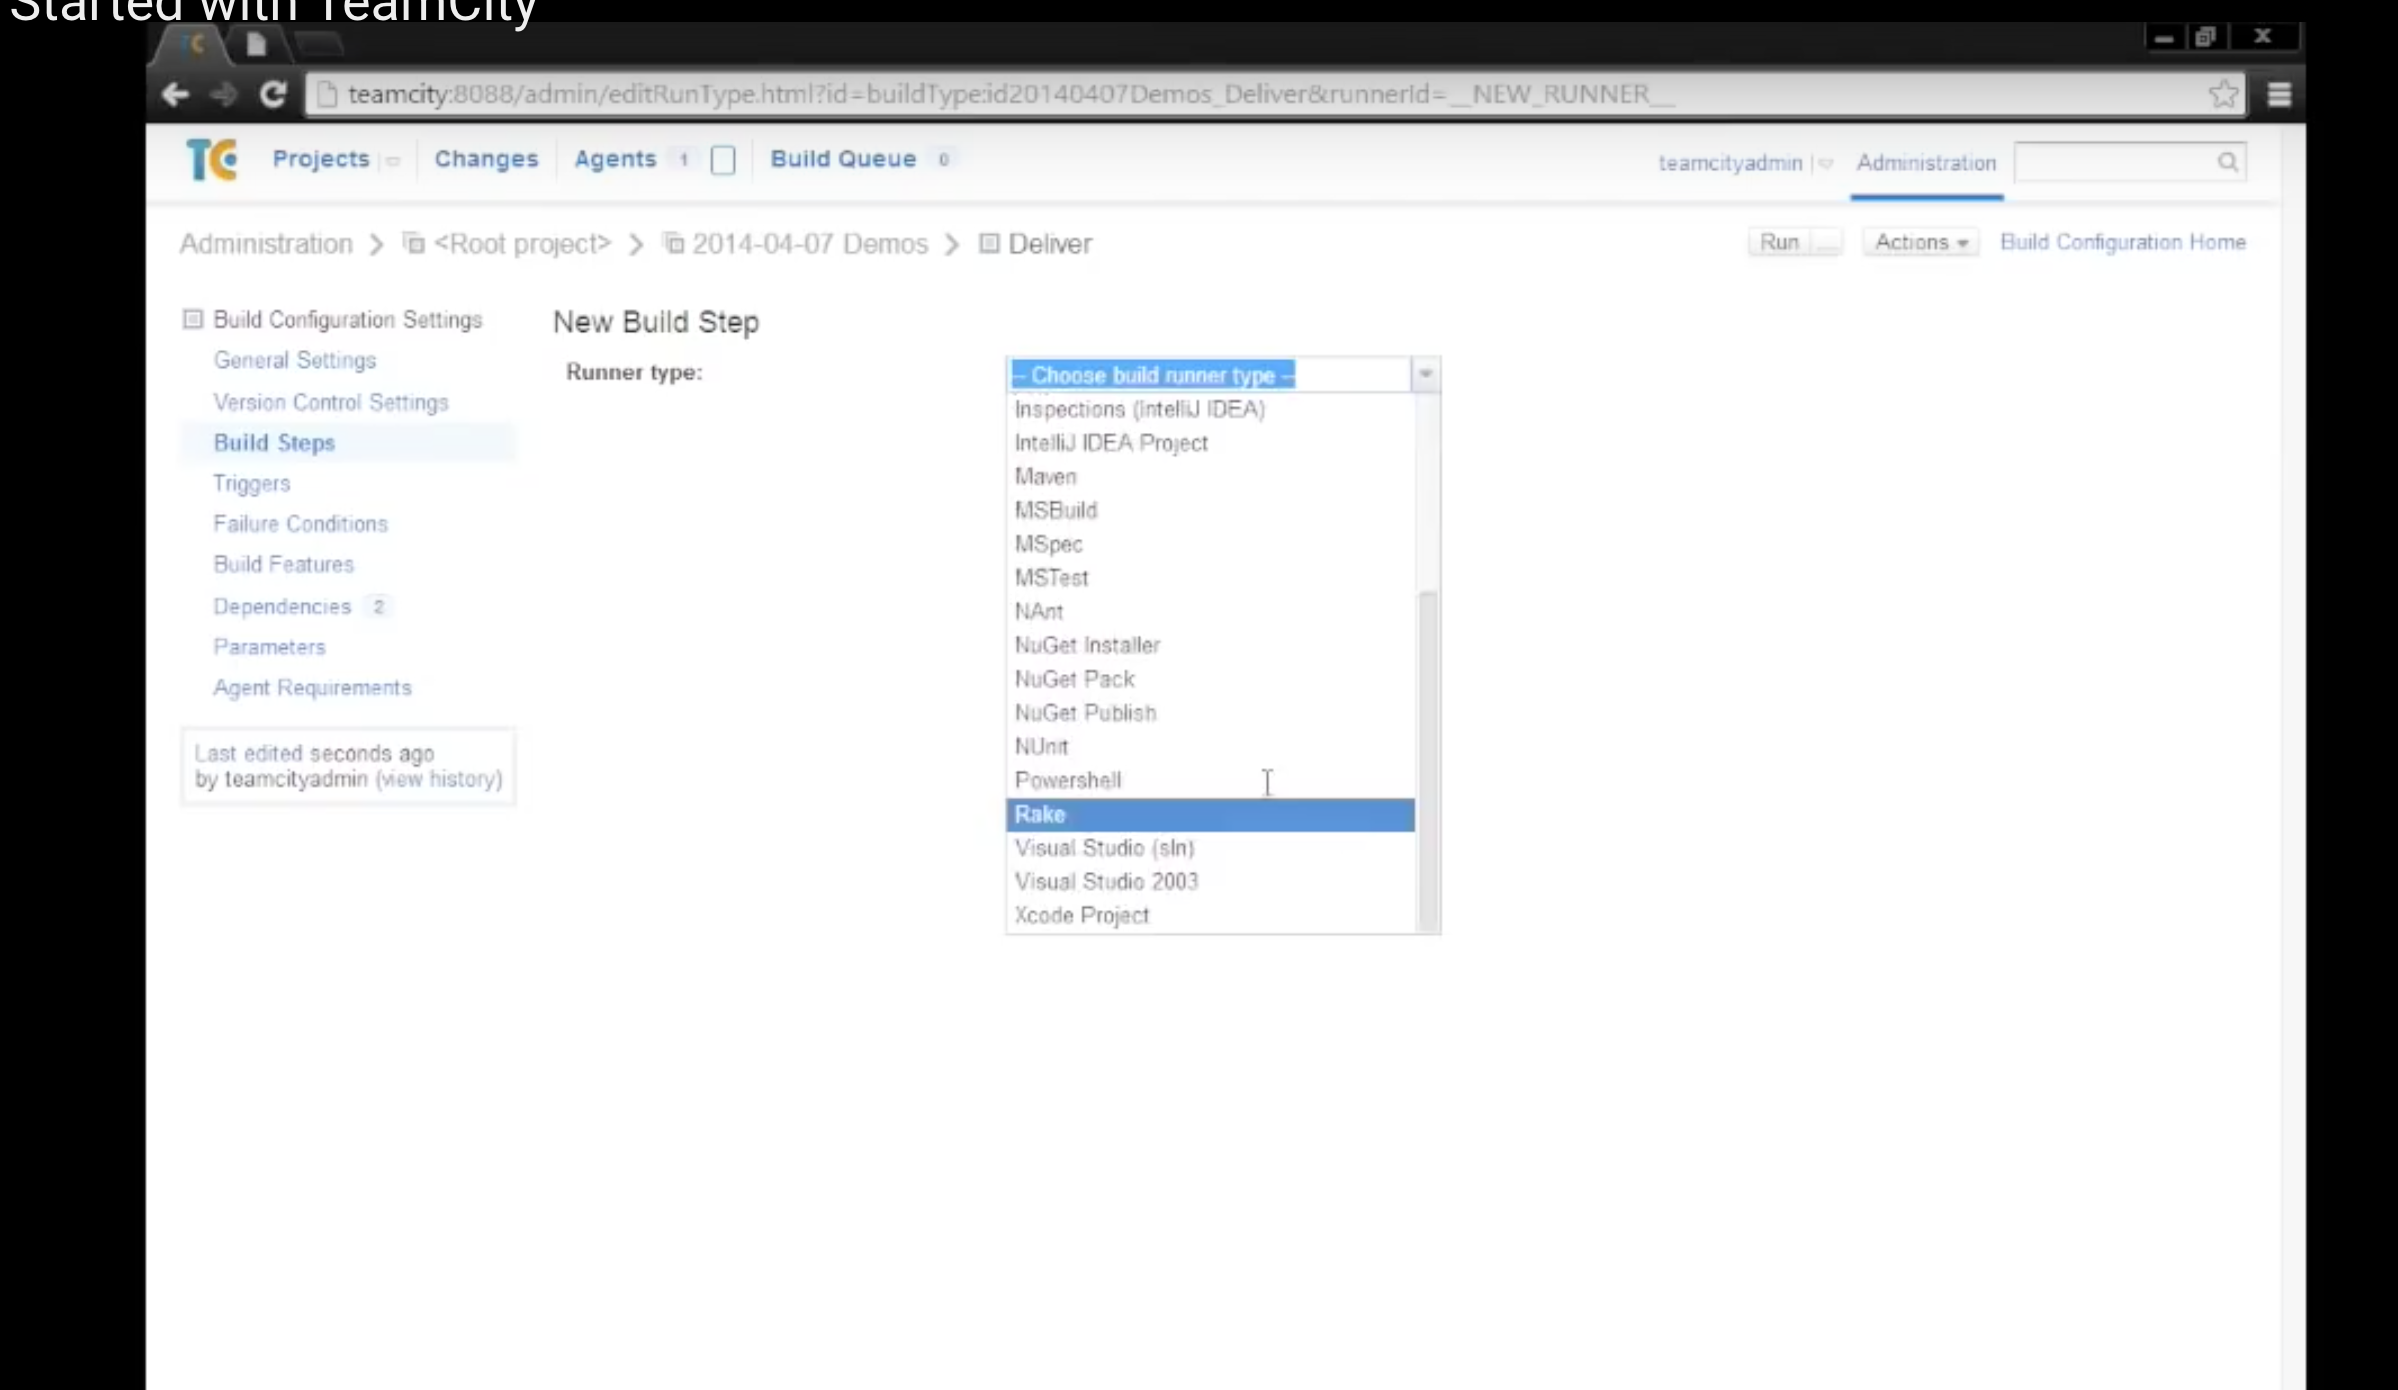 Started with TeamCity
teamcity:8088/admin/editRunType.html?id=buildType:id20140407Demos_Deliver&runnerId=__NEW_RUNNER__
TC Projects Changes Agents 1 Build Queue 0 teamcityadmin Administration
Administration > <Root project> > 2014-04-07 Demos > Deliver Run ... Actions Build Configuration Home
Build Configuration Settings
General Settings
Version Control Settings
Build Steps
Triggers
Failure Conditions
Build Features
Dependencies 2
Parameters
Agent Requirements
Last edited seconds ago
by teamcityadmin (view history)
New Build Step
Runner type:
-- Choose build runner type --
Inspections (IntelliJ IDEA)
IntelliJ IDEA Project
Maven
MSBuild
MSpec
MSTest
NAnt
NuGet Installer
NuGet Pack
NuGet Publish
NUnit
Powershell
Rake
Visual Studio (sln)
Visual Studio 2003
Xcode Project